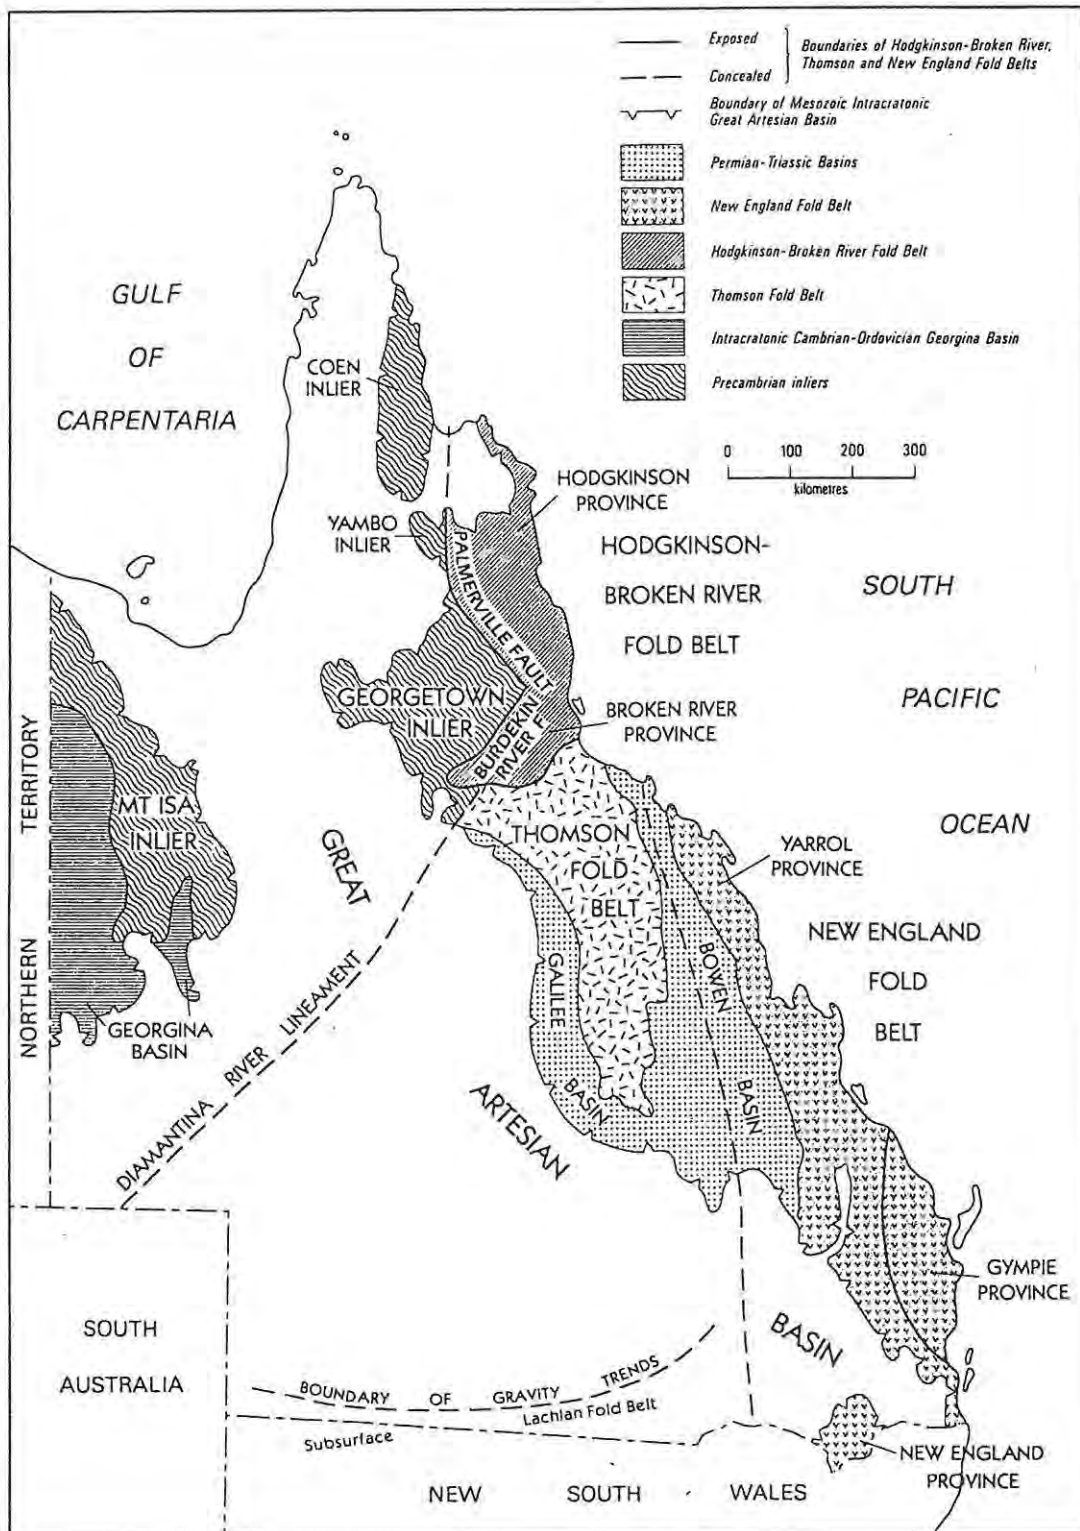 Exposed
Concealed
Boundaries of Hodgkinson-Broken River,
Thomson and New England Fold Belts
Boundary of Mesozoic Intracratonic
Great Artesian Basin
Permian-Triassic Basins
New England Fold Belt
Hodgkinson-Broken River Fold Belt
Thomson Fold Belt
Intracratonic Cambrian-Ordovician Georgina Basin
Precambrian inliers
0 100 200 300
kilometres
GULF
OF
CARPENTARIA
COEN
INLIER
YAMBO
INLIER
HODGKINSON
PROVINCE
HODGKINSON-
BROKEN RIVER
FOLD BELT
PALMERVILLE FAULT
SOUTH
PACIFIC
OCEAN
GEORGETOWN
INLIER
BURDEKIN
RIVER F
BROKEN RIVER
PROVINCE
NORTHERN TERRITORY
MT ISA
INLIER
GEORGINA
BASIN
THOMSON
FOLD
BELT
YARROL
PROVINCE
NEW ENGLAND
FOLD
BELT
GALILEE
BASIN
BOWEN
BASIN
DIAMANTINA RIVER LINEAMENT
GREAT
ARTESIAN
BASIN
GYMPIE
PROVINCE
SOUTH
AUSTRALIA
BOUNDARY OF GRAVITY TRENDS
Lachlan Fold Belt
Subsurface
NEW ENGLAND
PROVINCE
NEW SOUTH WALES